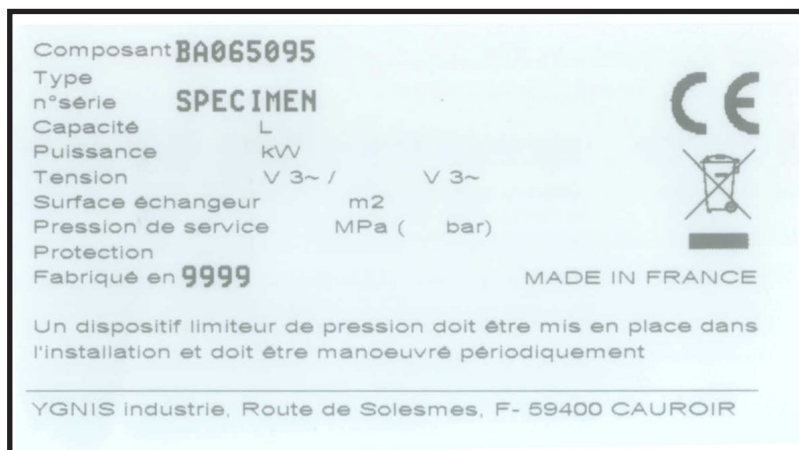 Composant BA065095
Type
n°série SPECIMEN
Capacité L
Puissance kW
Tension V 3~ / V 3~
Surface échangeur m2
Pression de service MPa ( bar)
Protection
Fabriqué en 9999
CE
MADE IN FRANCE
Un dispositif limiteur de pression doit être mis en place dans
l'installation et doit être manoeuvré périodiquement
YGNIS industrie, Route de Solesmes, F- 59400 CAUROIR